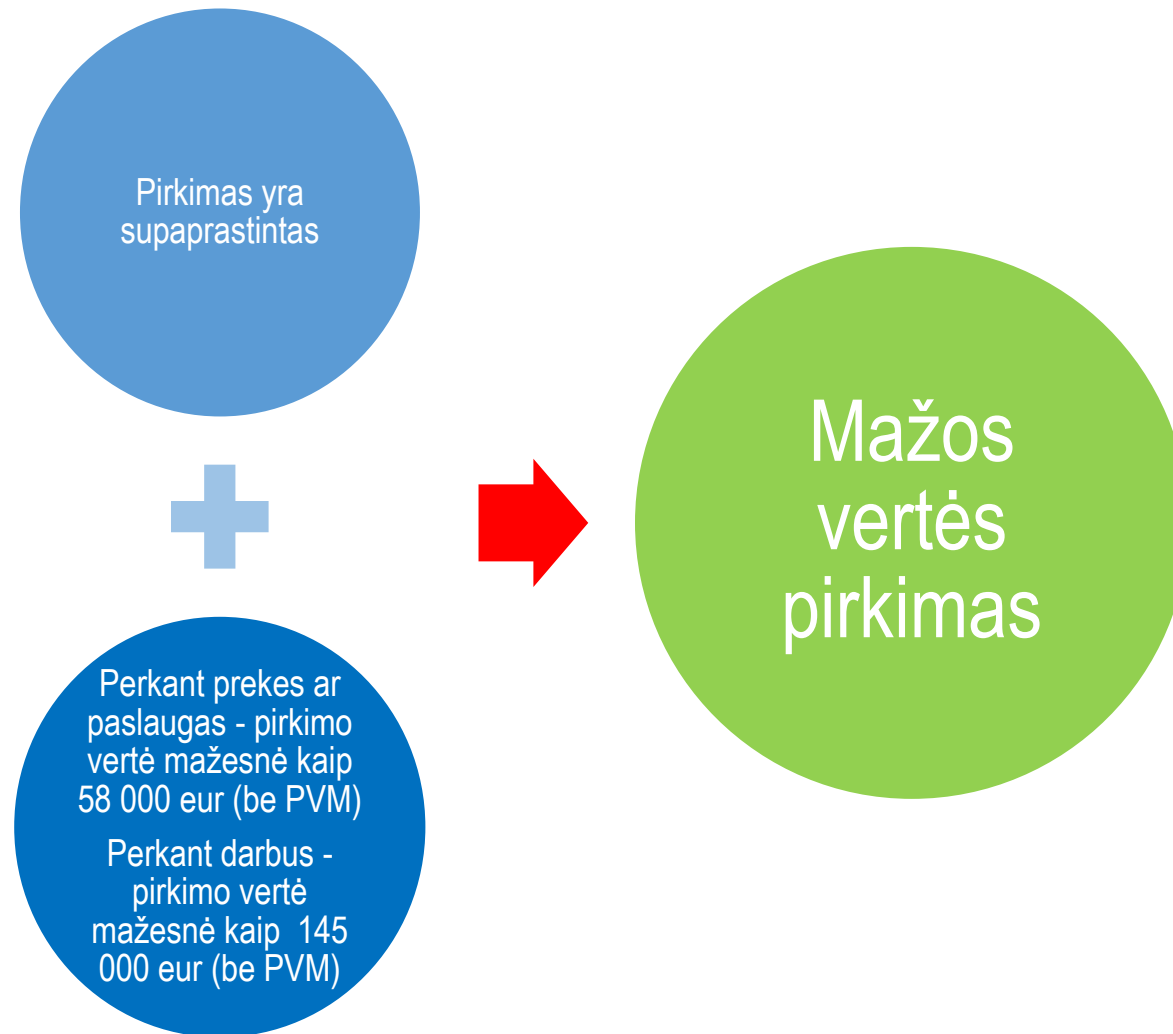 Pirkimas yra
supaprastintas
Perkant prekes ar
paslaugas - pirkimo
vertė mažesnė kaip
58 000 eur (be PVM)
Perkant darbus -
pirkimo vertė
mažesnė kaip 145
000 eur (be PVM)
Mažos
vertės
pirkimas